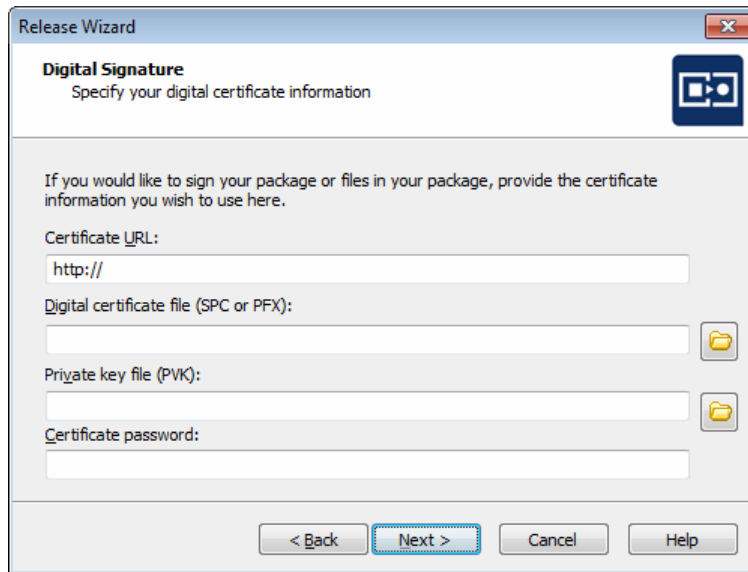 Release Wizard
Digital Signature
Specify your digital certificate information
If you would like to sign your package or files in your package, provide the certificate
information you wish to use here.
Certificate URL:
http://
Digital certificate file (SPC or PFX):
Private key file (PVK):
Certificate password:
< Back
Next >
Cancel
Help